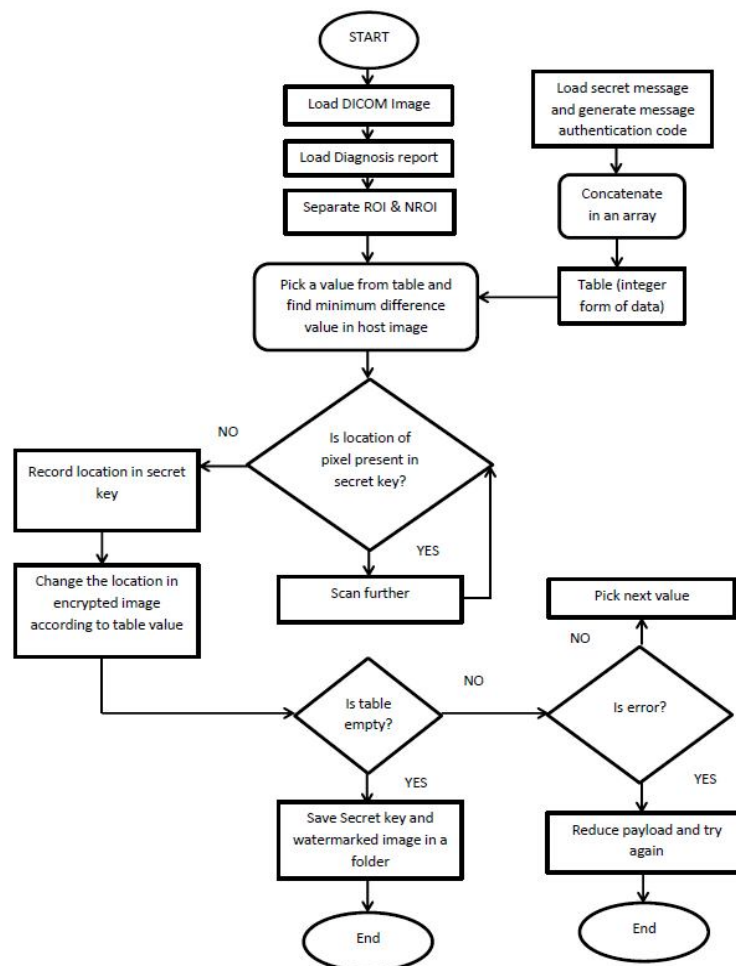 START
Load DICOM Image
Load secret message
and generate message
authentication code
Load Diagnosis report
Separate ROI & NROI
Concatenate
in an array
Pick a value from table and
find minimum difference
value in host image
Table (integer
form of data)
NO
Is location of
pixel present in
secret key?
Record location in secret
key
YES
Change the location in
encrypted image
according to table value
Scan further
Pick next value
NO
Is table
empty?
NO
Is error?
YES
YES
Save Secret key and
watermarked image in a
folder
Reduce payload and try
again
End
End